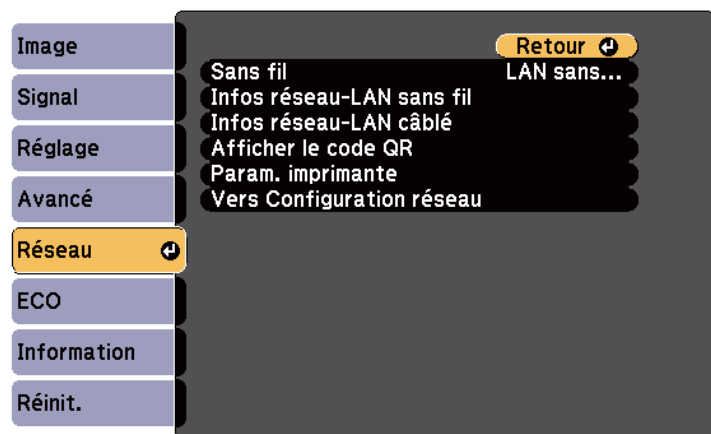 Image
Signal
Réglage
Avancé
Réseau
ECO
Information
Réinit.
Retour
Sans fil LAN sans...
Infos réseau-LAN sans fil
Infos réseau-LAN câblé
Afficher le code QR
Param. imprimante
Vers Configuration réseau